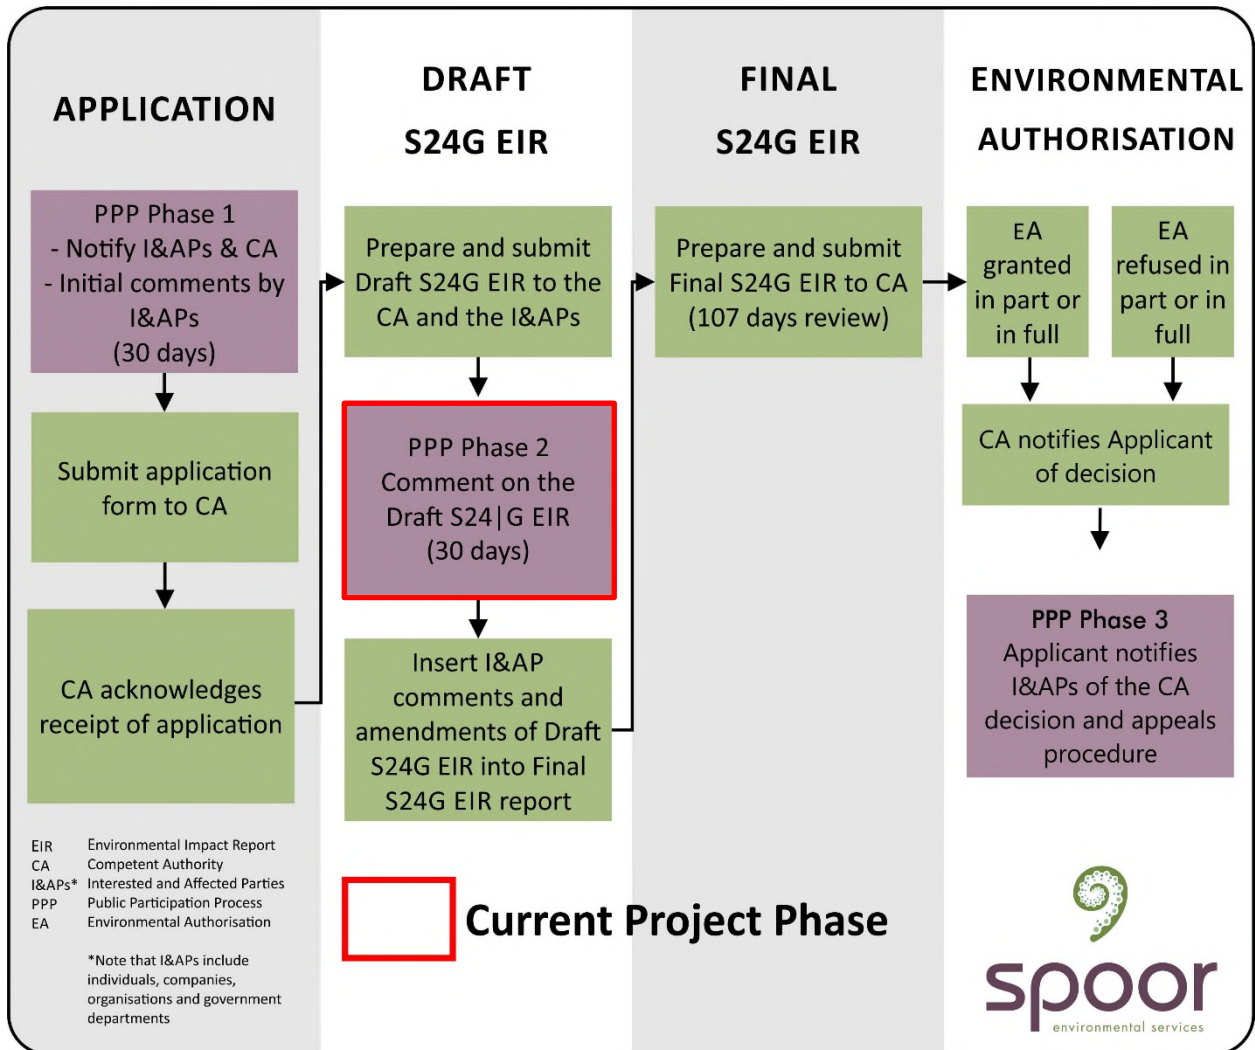 APPLICATION
PPP Phase 1
- Notify I&APs & CA
- Initial comments by
I&APs
(30 days)
Submit application
form to CA
CA acknowledges
receipt of application
EIR Environmental Impact Report
CA Competent Authority
I&APs* Interested and Affected Parties
PPP Public Participation Process
EA Environmental Authorisation
*Note that I&APs include
individuals, companies,
organisations and government
departments
DRAFT
S24G EIR
Prepare and submit
Draft S24G EIR to the
CA and the I&APs
PPP Phase 2
Comment on the
Draft S24|G EIR
(30 days)
Insert I&AP
comments and
amendments of Draft
S24G EIR into Final
S24G EIR report
Current Project Phase
FINAL
S24G EIR
Prepare and submit
Final S24G EIR to CA
(107 days review)
ENVIRONMENTAL
AUTHORISATION
EA
granted
in part or
in full
EA
refused in
part or in
full
CA notifies Applicant
of decision
PPP Phase 3
Applicant notifies
I&APs of the CA
decision and appeals
procedure
spoor
environmental services